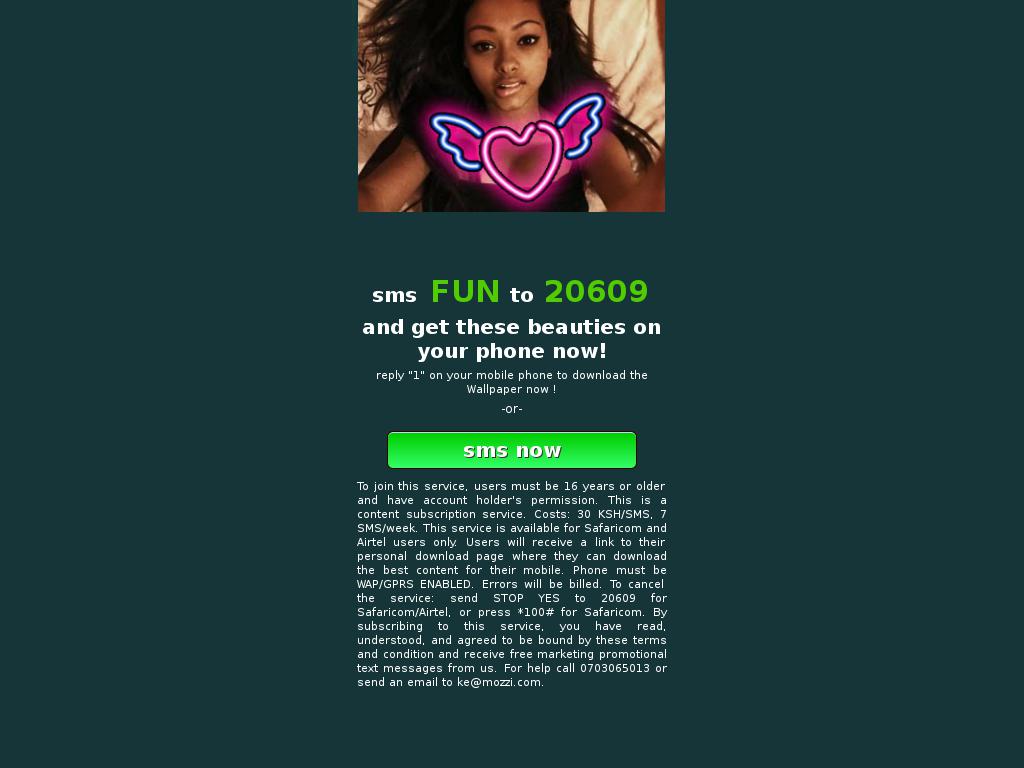 sms FUN to 20609
and get these beauties on
your phone now!
reply "1" on your mobile phone to download the
Wallpaper now !
-or-
sms now
To join this service, users must be 16 years or older
and have account holder's permission. This is a
content subscription service. Costs: 30 KSH/SMS, 7
SMS/week. This service is available for Safaricom and
Airtel users only. Users will receive a link to their
personal download page where they can download
the best content for their mobile. Phone must be
WAP/GPRS ENABLED. Errors will be billed. To cancel
the service: send STOP YES to 20609 for
Safaricom/Airtel, or press *100# for Safaricom. By
subscribing to this service, you have read,
understood, and agreed to be bound by these terms
and condition and receive free marketing promotional
text messages from us. For help call 0703065013 or
send an email to ke@mozzi.com.